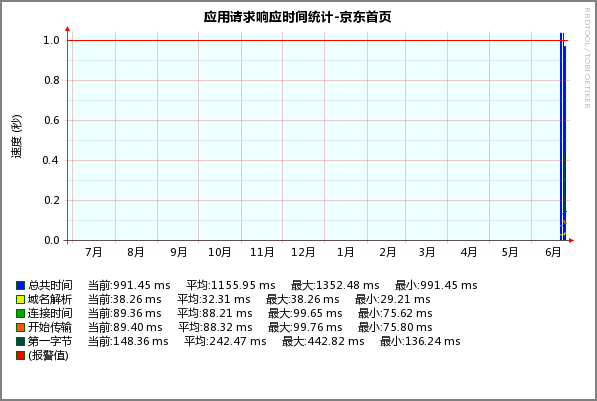 应用请求响应时间统计-京东首页
RRDTOOL / TOBI OETIKER
速度 (秒)
1.0
0.8
0.6
0.4
0.2
0.0
7月 8月 9月 10月 11月 12月 1月 2月 3月 4月 5月 6月
总共时间 当前:991.45 ms 平均:1155.95 ms 最大:1352.48 ms 最小:991.45 ms
域名解析 当前:38.26 ms 平均:32.31 ms 最大:38.26 ms 最小:29.21 ms
连接时间 当前:89.36 ms 平均:88.21 ms 最大:99.65 ms 最小:75.62 ms
开始传输 当前:89.40 ms 平均:88.32 ms 最大:99.76 ms 最小:75.80 ms
第一字节 当前:148.36 ms 平均:242.47 ms 最大:442.82 ms 最小:136.24 ms
(报警值)